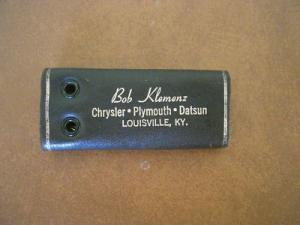 Bob Klemenz
Chrysler • Plymouth • Datsun
LOUISVILLE, KY.